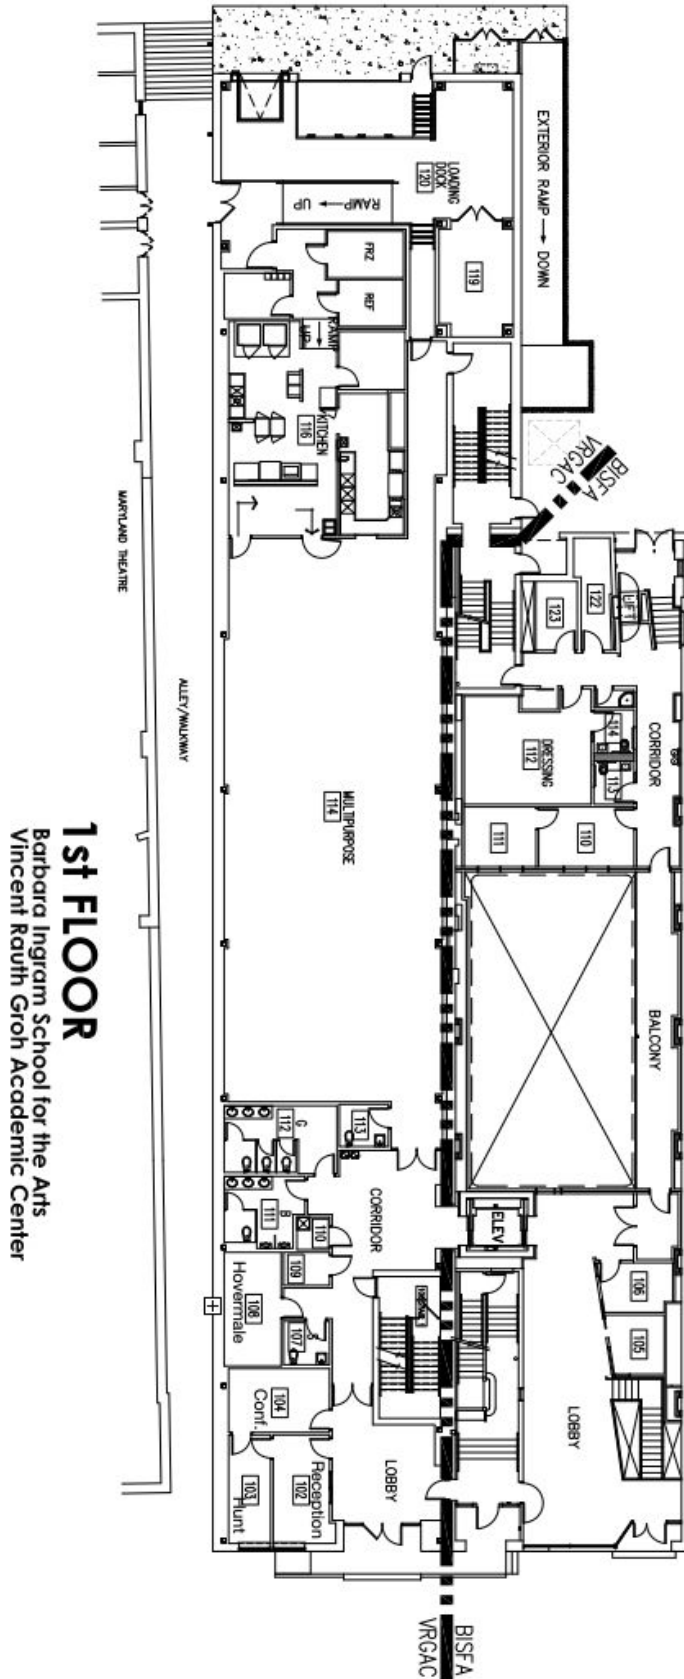 EXTERIOR RAMP → DOWN
LOADING
DOCK
120
RAMP → UP
119
FRZ
REF
RAMP
UP
KITCHEN
116
BISFA
VRGAC
122
LIFT
123
CORRIDOR
114
113
DRESSING
112
111
110
MULTIPURPOSE
114
BALCONY
MARYLAND THEATRE
ALLEY/WALKWAY
G
112
113
B
111
110
CORRIDOR
ELEV
109
108
Hovermale
107
S
106
105
LOBBY
104
Conf.
103
Hunt
Reception
102
LOBBY
BISFA
VRGAC
1st FLOOR
Barbara Ingram School for the Arts
Vincent Rauth Groh Academic Center